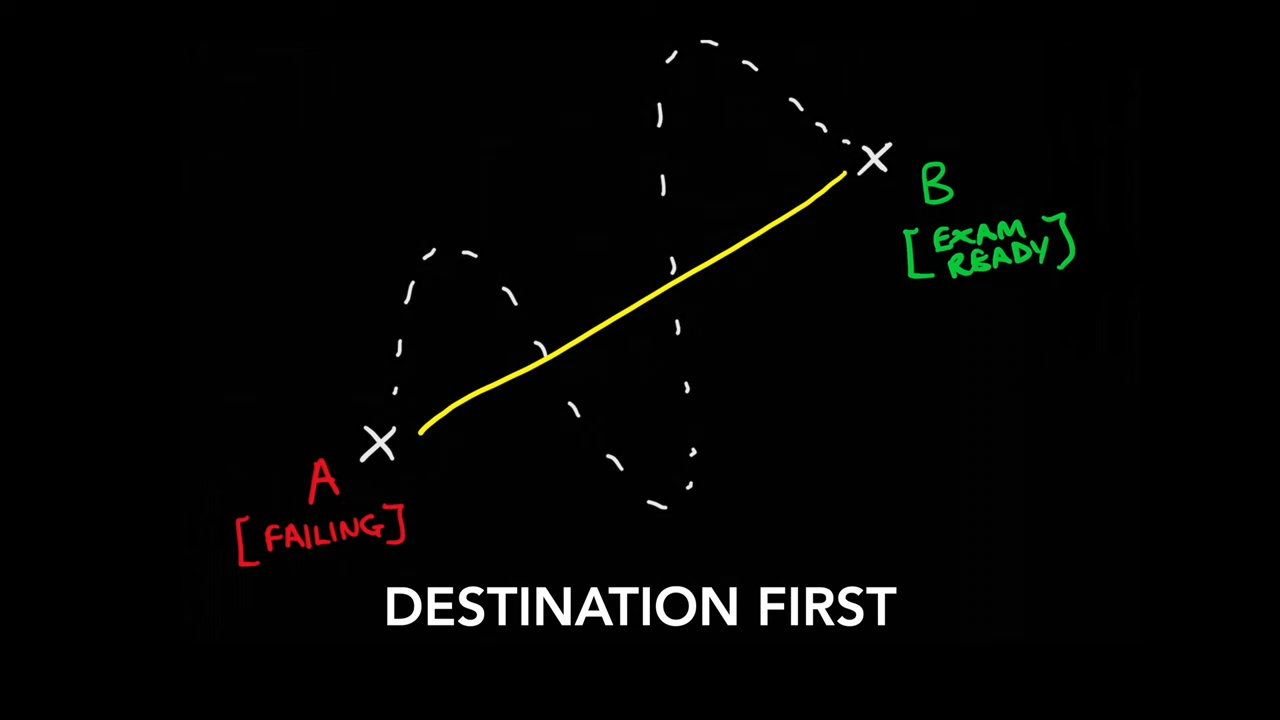 B
[EXAM
READY]
A
[FAILING]
DESTINATION FIRST